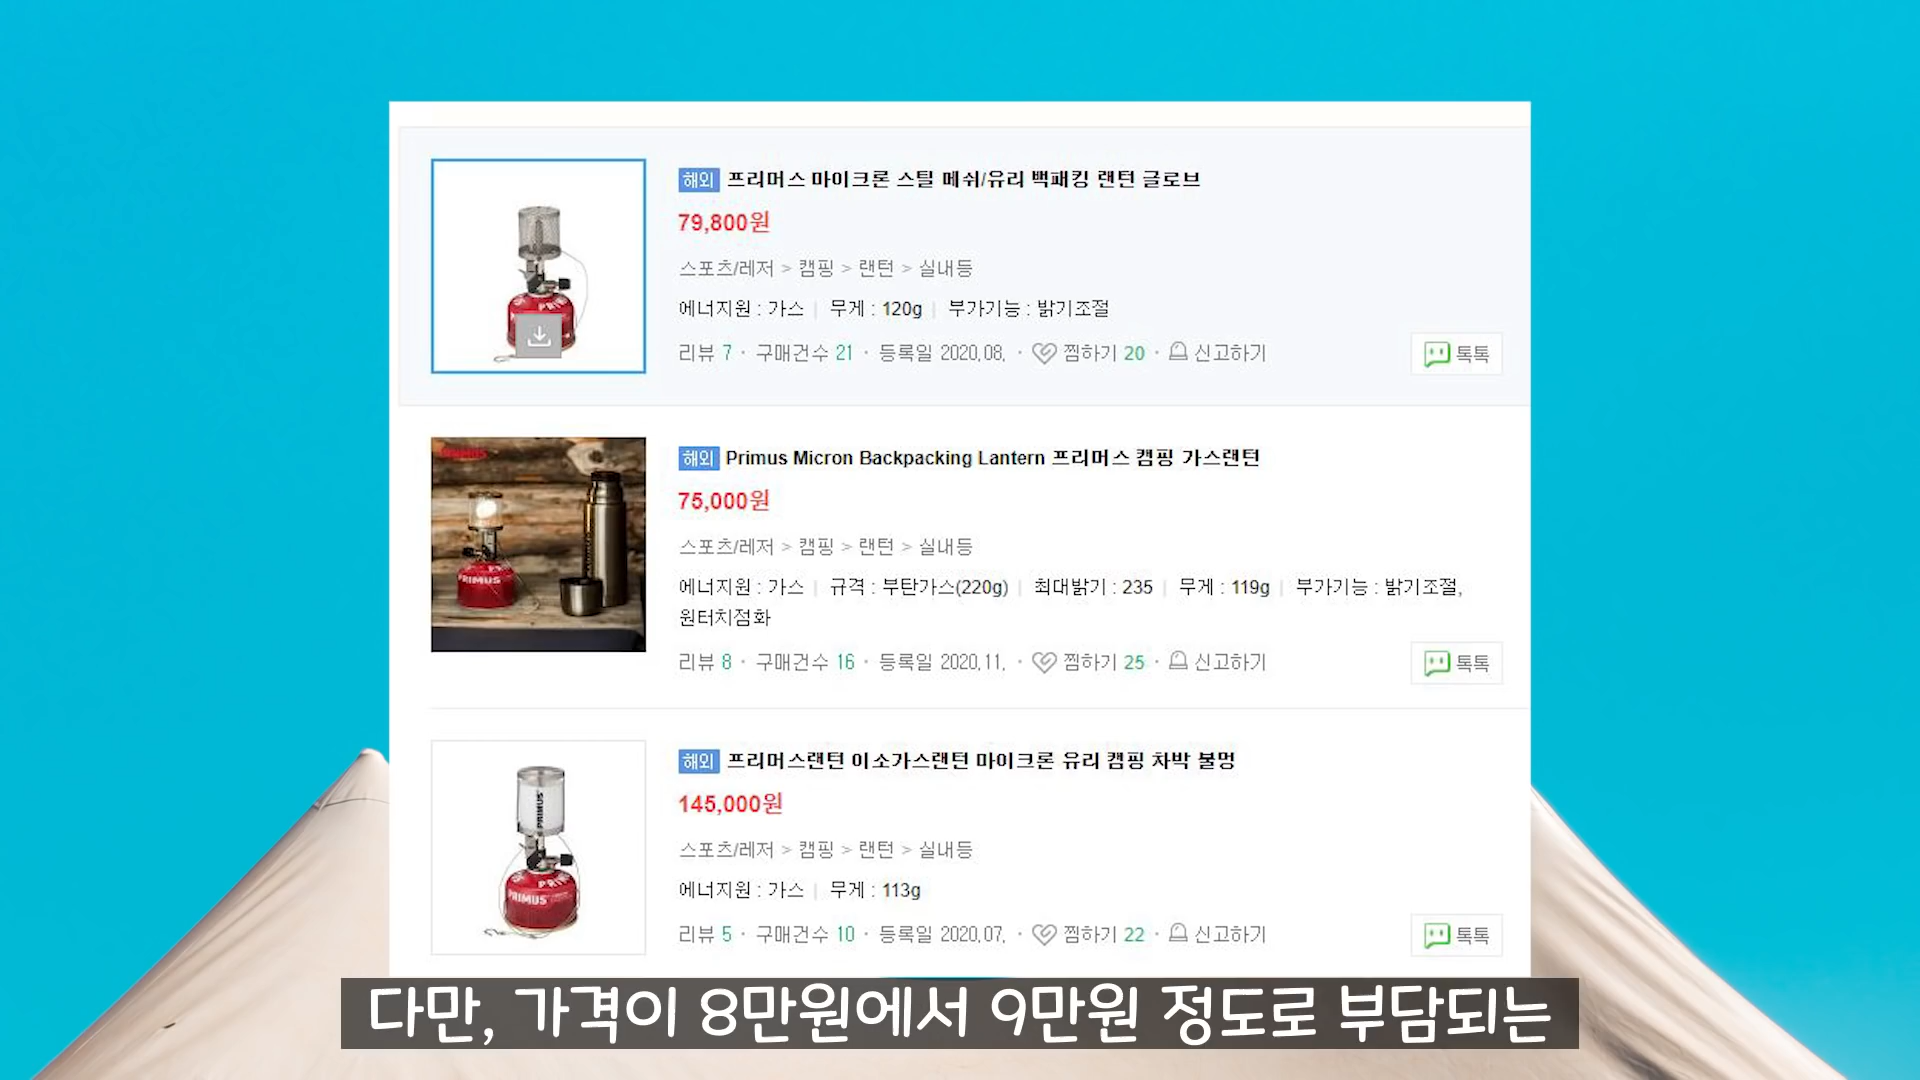 해외 프리머스 마이크론 스틸 메쉬/유리 백패킹 랜턴 글로브
79,800원
스포츠/레저 > 캠핑 > 랜턴 > 실내등
에너지원 : 가스 | 무게 : 120g | 부가기능 : 밝기조절
리뷰 7 · 구매건수 21 · 등록일 2020.08. · 찜하기 20 · 신고하기
톡톡
PRIMUS
해외 Primus Micron Backpacking Lantern 프리머스 캠핑 가스랜턴
75,000원
스포츠/레저 > 캠핑 > 랜턴 > 실내등
에너지원 : 가스 | 규격 : 부탄가스(220g) | 최대밝기 : 235 | 무게 : 119g | 부가기능 : 밝기조절,
원터치점화
PRIMUS
리뷰 8 · 구매건수 16 · 등록일 2020.11. · 찜하기 25 · 신고하기
톡톡
해외 프리머스랜턴 이소가스랜턴 마이크론 유리 캠핑 차박 불멍
145,000원
PRIMUS
스포츠/레저 > 캠핑 > 랜턴 > 실내등
에너지원 : 가스 | 무게 : 113g
PRIMUS
리뷰 5 · 구매건수 10 · 등록일 2020.07. · 찜하기 22 · 신고하기
톡톡
다만, 가격이 8만원에서 9만원 정도로 부담되는